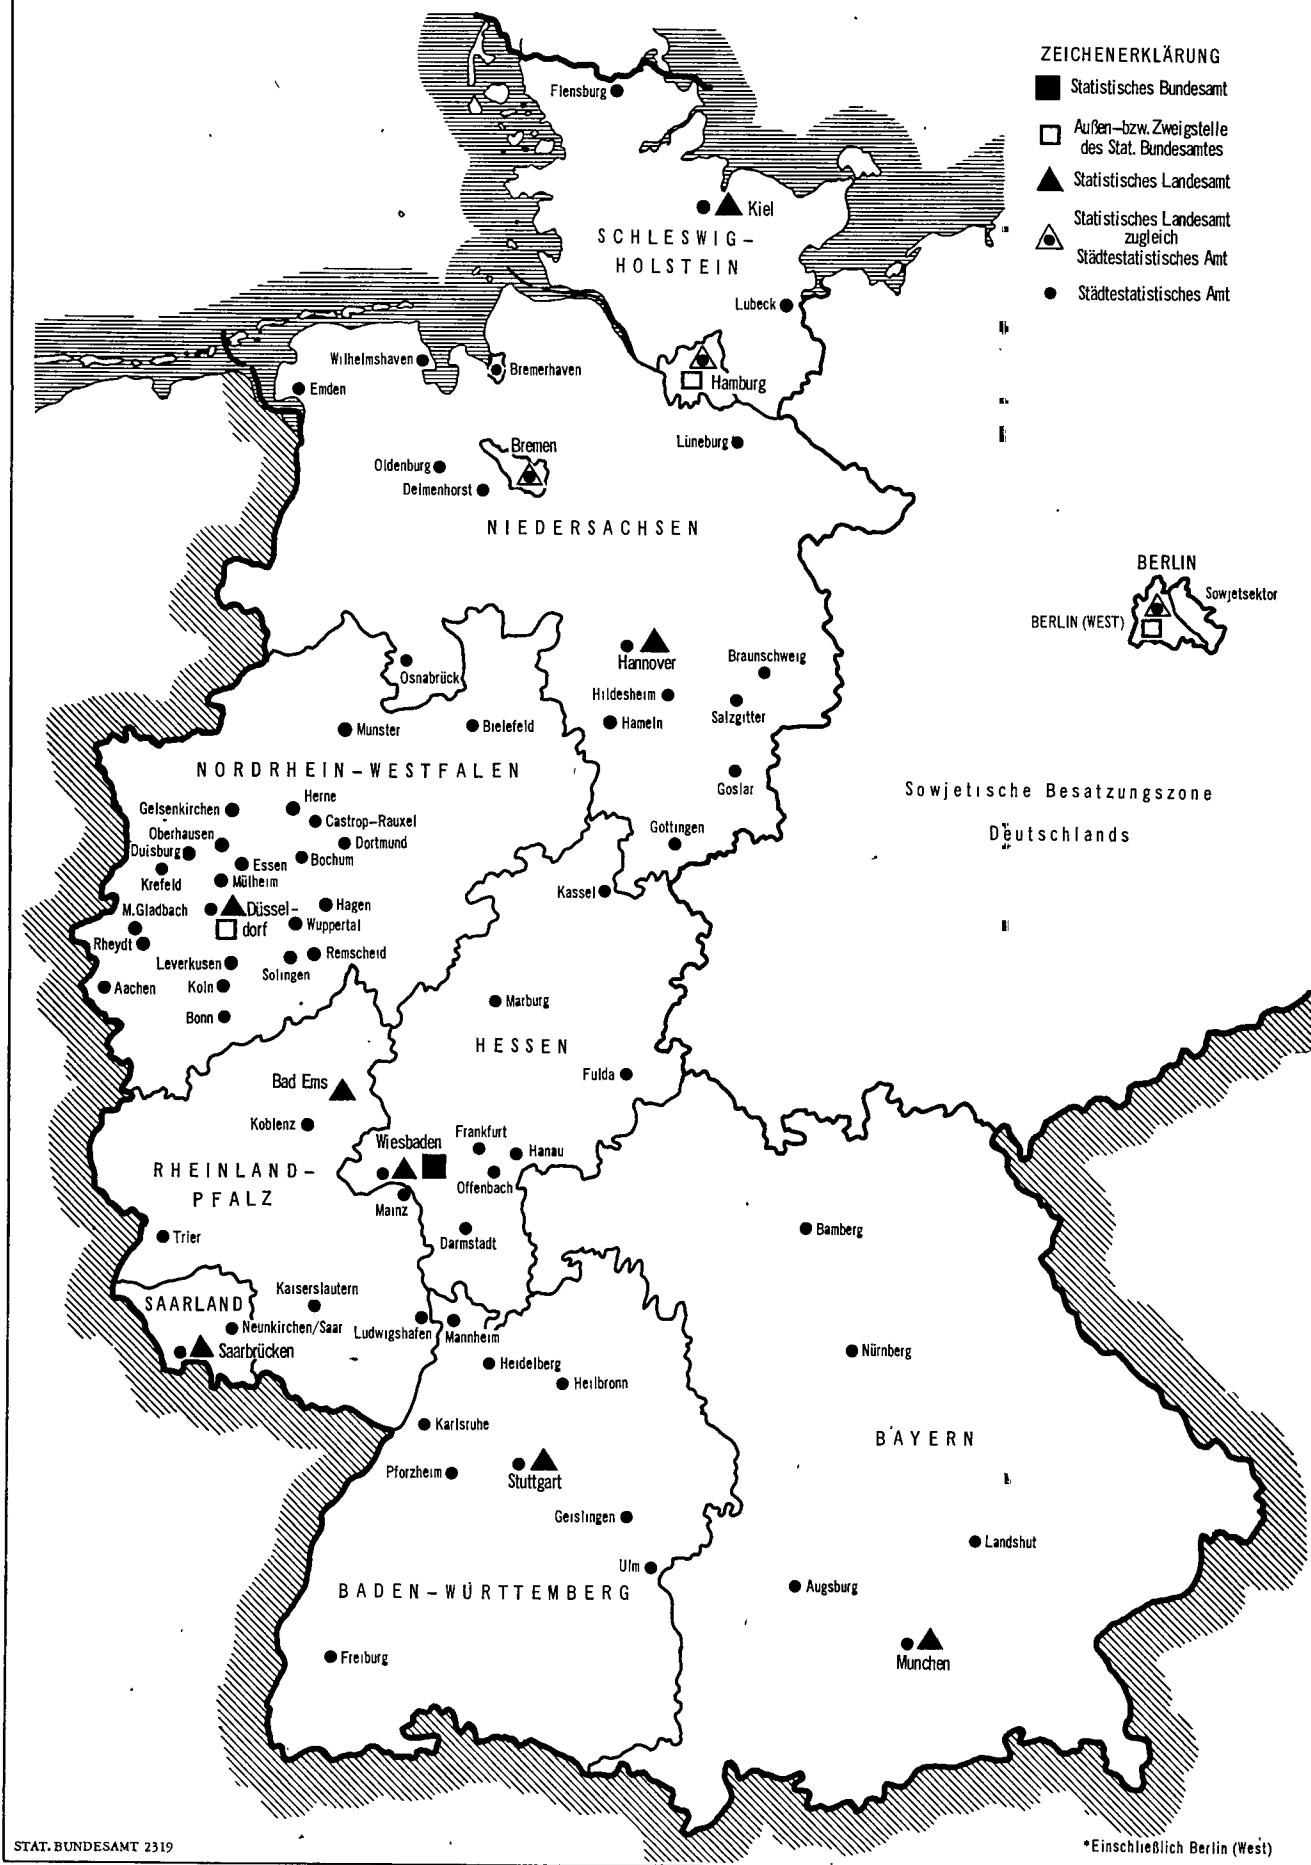 ZEICHENERKLÄRUNG
Statistisches Bundesamt
Außen-bzw. Zweigstelle
des Stat. Bundesamtes
Statistisches Landesamt
Statistisches Landesamt
zugleich
Städtestatistisches Amt
Städtestatistisches Amt
Flensburg
Kiel
SCHLESWIG-
HOLSTEIN
Lubeck
Wilhelmshaven
Bremerhaven
Hamburg
Emden
Lüneburg
Bremen
Oldenburg
Delmenhorst
NIEDERSACHSEN
BERLIN
Sowjetsektor
BERLIN (WEST)
Hannover
Braunschweig
Osnabrück
Hildesheim
Salzgitter
Hameln
Munster
Bielefeld
NORDRHEIN-WESTFALEN
Goslar
Sowjetische Besatzungszone
Deutschlands
Gelsenkirchen
Herne
Castrop-Rauxel
Oberhausen
Dortmund
Duisburg
Essen
Bochum
Göttingen
Krefeld
Mülheim
Kassel
M.Gladbach
Düssel-
dorf
Hagen
Wuppertal
Rheydt
Leverkusen
Solingen
Remscheid
Aachen
Koln
Bonn
Marburg
HESSEN
Fulda
Bad Ems
Koblenz
Wiesbaden
Frankfurt
Hanau
Offenbach
RHEINLAND-
PFALZ
Mainz
Trier
Darmstadt
Bamberg
Kaiserslautern
SAARLAND
Neunkirchen/Saar
Ludwigshafen
Mannheim
Saarbrücken
Heidelberg
Nürnberg
Heilbronn
Karlsruhe
BAYERN
Pforzheim
Stuttgart
Geislingen
Landshut
Ulm
Augsburg
BADEN-WÜRTTEMBERG
Freiburg
Munchen
STAT. BUNDESAMT 2319
*Einschließlich Berlin (West)